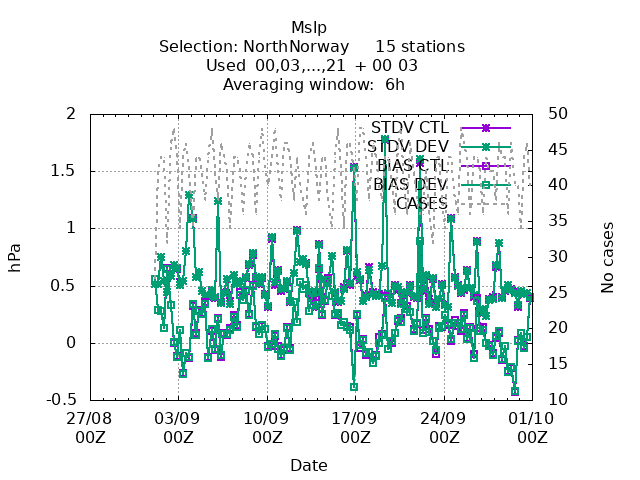 Mslp
Selection: NorthNorway 15 stations
Used 00,03,...,21 + 00 03
Averaging window: 6h
STDV CTL
STDV DEV
BIAS CTL
BIAS DEV
CASES
hPa
2
1.5
1
0.5
0
-0.5
No cases
50
45
40
35
30
25
20
15
10
27/08 03/09 10/09 17/09 24/09 01/10
00Z 00Z 00Z 00Z 00Z 00Z
Date